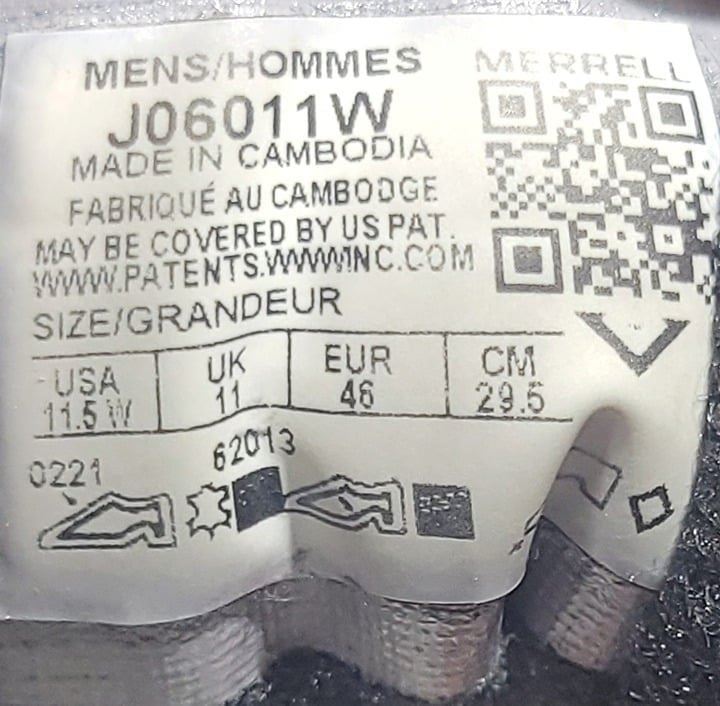 MENS/HOMMES
MERRELL
J06011W
MADE IN CAMBODIA
FABRIQUÉ AU CAMBODGE
MAY BE COVERED BY US PAT.
WWW.PATENTS.WWWINC.COM
SIZE/GRANDEUR
USA UK EUR CM
11.5 W 11 46 29.5
62013
0221